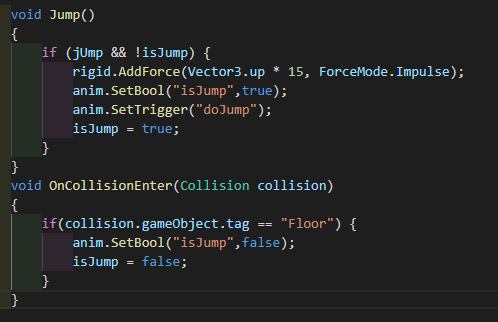 void Jump()
{
    if (jUmp && !isJump) {
        rigid.AddForce(Vector3.up * 15, ForceMode.Impulse);
        anim.SetBool("isJump",true);
        anim.SetTrigger("doJump");
        isJump = true;
    }
}
void OnCollisionEnter(Collision collision)
{
    if(collision.gameObject.tag == "Floor") {
        anim.SetBool("isJump",false);
        isJump = false;
    }
}